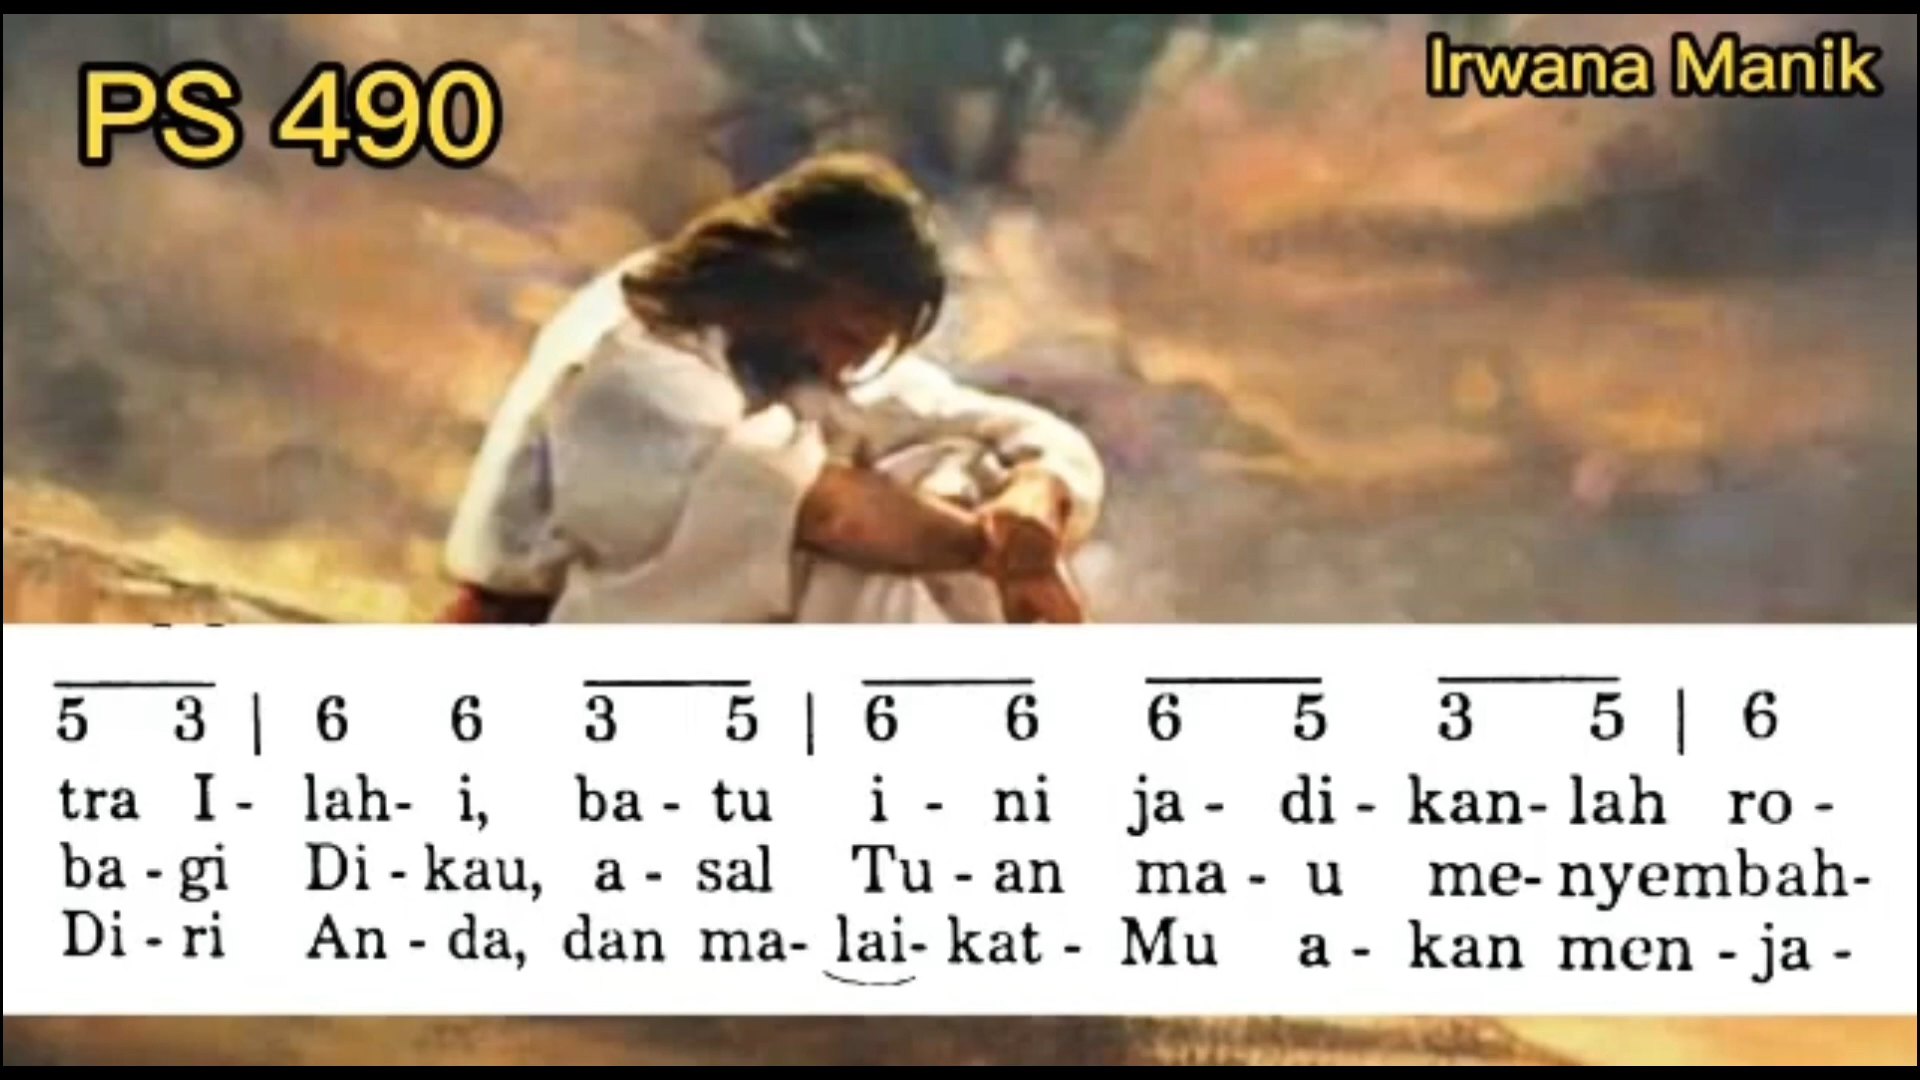 PS 490
Irwana Manik
5 3 | 6 6 3 5 | 6 6 6 5 3 5 | 6
tra I - lah- i, ba - tu i - ni ja - di - kan- lah ro -
ba - gi Di - kau, a - sal Tu - an ma - u me- nyembah-
Di - ri An - da, dan ma- lai- kat - Mu a - kan men - ja -